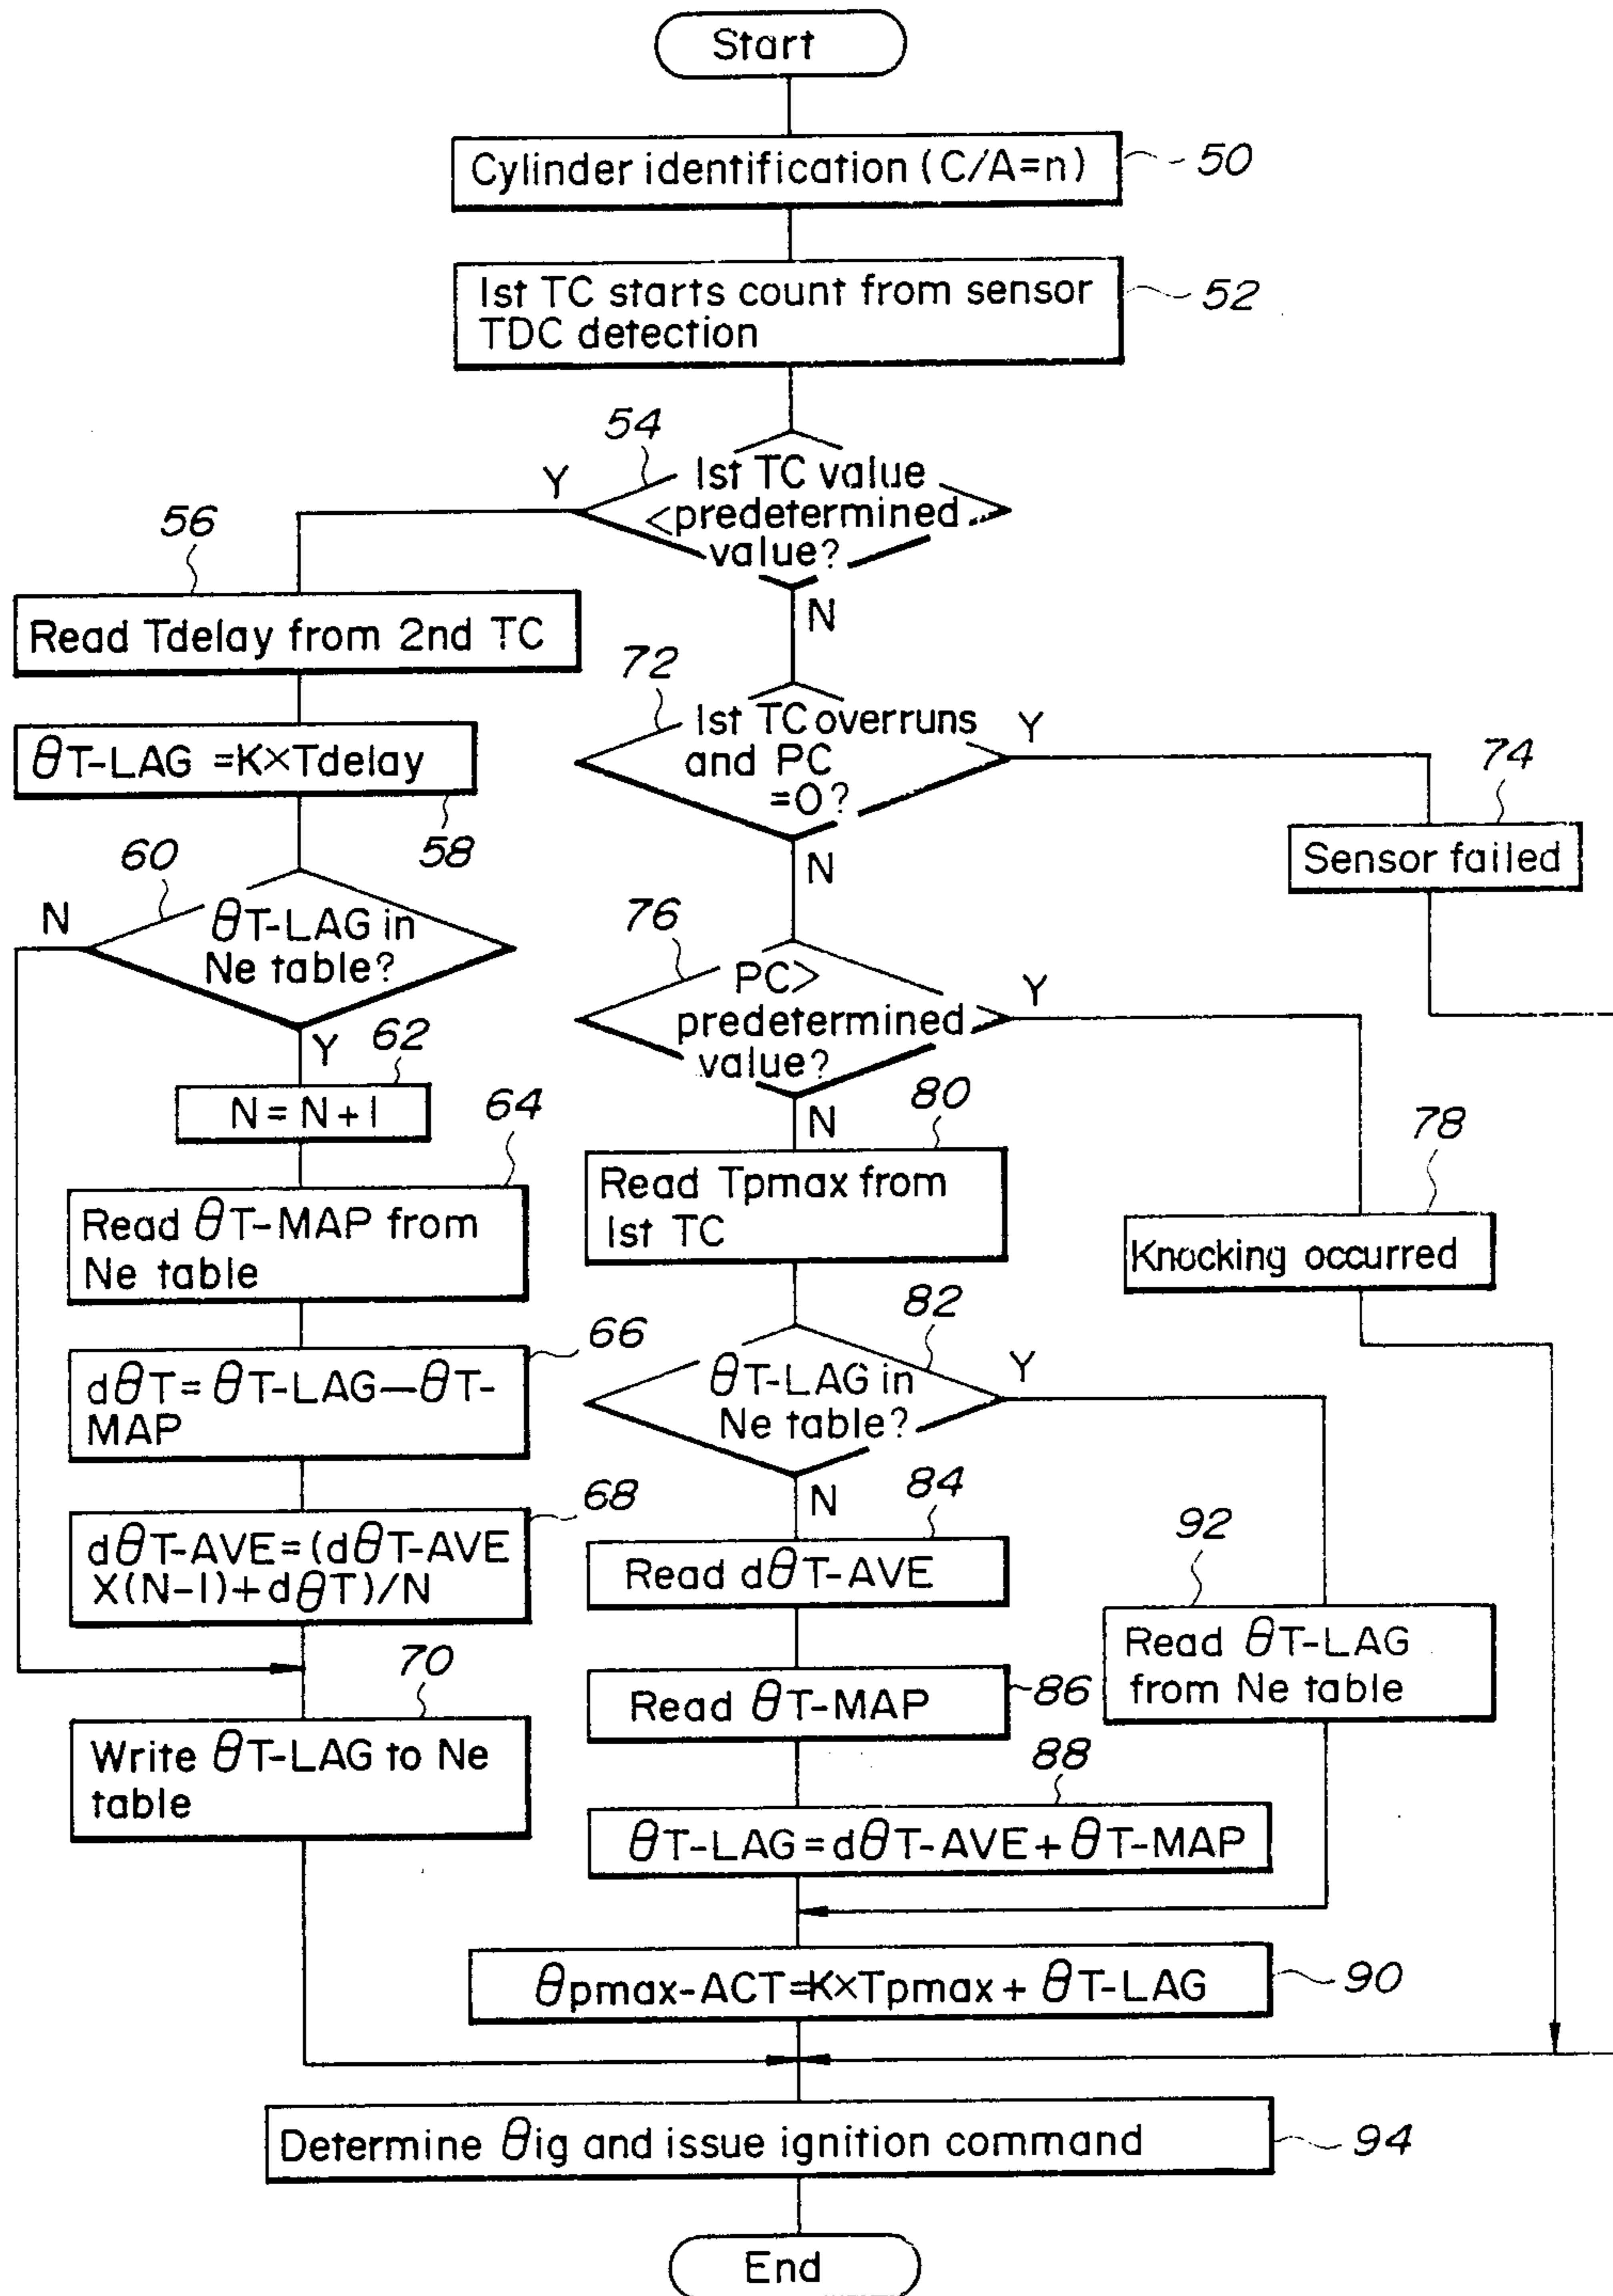 Start
Cylinder identification (C/A=n)
50
1st TC starts count from sensor
TDC detection
52
54
1st TC value
<predetermined
value?
Y
N
56
Read Tdelay from 2nd TC
θT-LAG =K×Tdelay
58
60
θT-LAG in
Ne table?
N
Y
62
N=N+1
64
Read θT-MAP from
Ne table
66
dθT=θT-LAG—θT-
MAP
68
dθT-AVE=(dθT-AVE
X(N-1)+dθT)/N
70
Write θT-LAG to Ne
table
72
1st TC overruns
and PC
=0?
Y
N
74
Sensor failed
76
PC>
predetermined
value?
Y
N
78
Knocking occurred
80
Read Tpmax from
1st TC
82
θT-LAG in
Ne table?
Y
N
84
Read dθT-AVE
86
Read θT-MAP
88
θT-LAG=dθT-AVE+θT-MAP
92
Read θT-LAG
from Ne table
θpmax-ACT=K×Tpmax+θT-LAG
90
Determine θig and issue ignition command
94
End